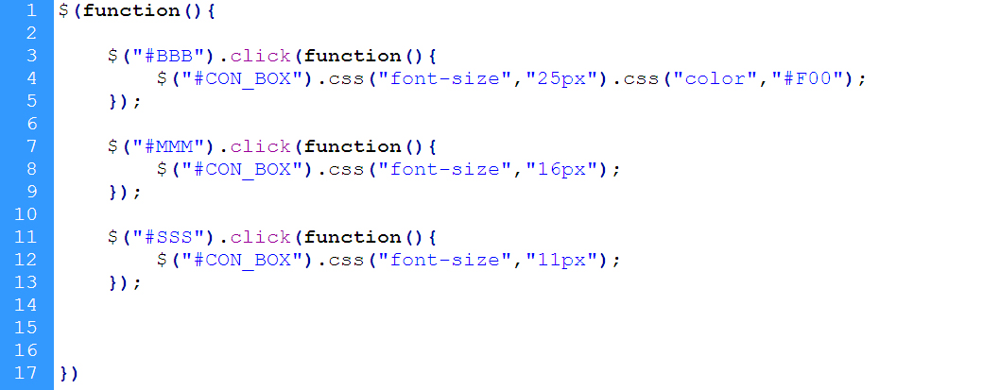 1 $(function(){
2
3     $("#BBB").click(function(){
4         $("#CON_BOX").css("font-size","25px").css("color","#F00");
5     });
6
7     $("#MMM").click(function(){
8         $("#CON_BOX").css("font-size","16px");
9     });
10
11     $("#SSS").click(function(){
12         $("#CON_BOX").css("font-size","11px");
13     });
14
15
16
17 })